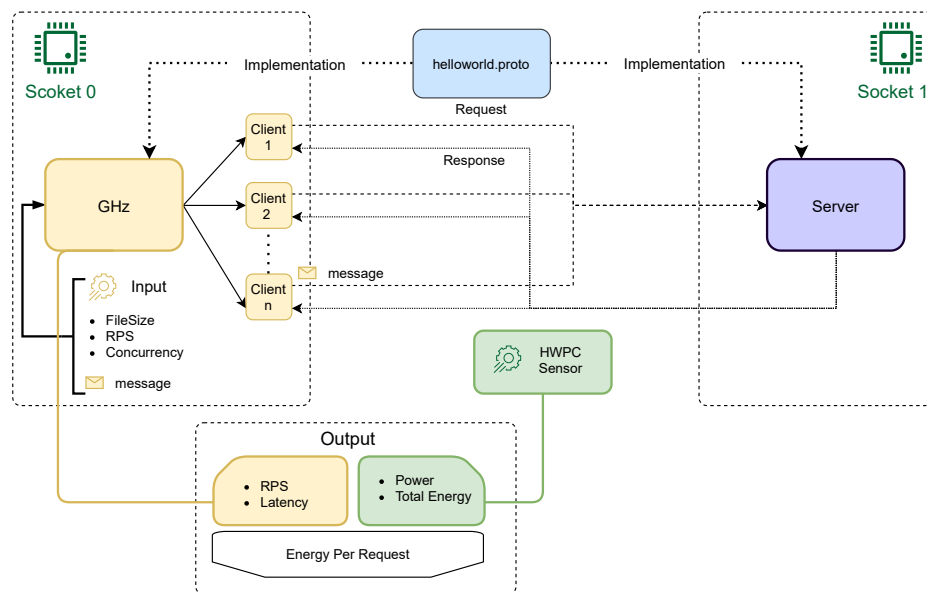 Scoket 0
Implementation
helloworld.proto
Implementation
Socket 1
Request
Client
1
Response
GHz
Client
2
Server
message
Client
n
Input
FileSize
RPS
Concurrency
message
HWPC
Sensor
Output
RPS
Latency
Power
Total Energy
Energy Per Request